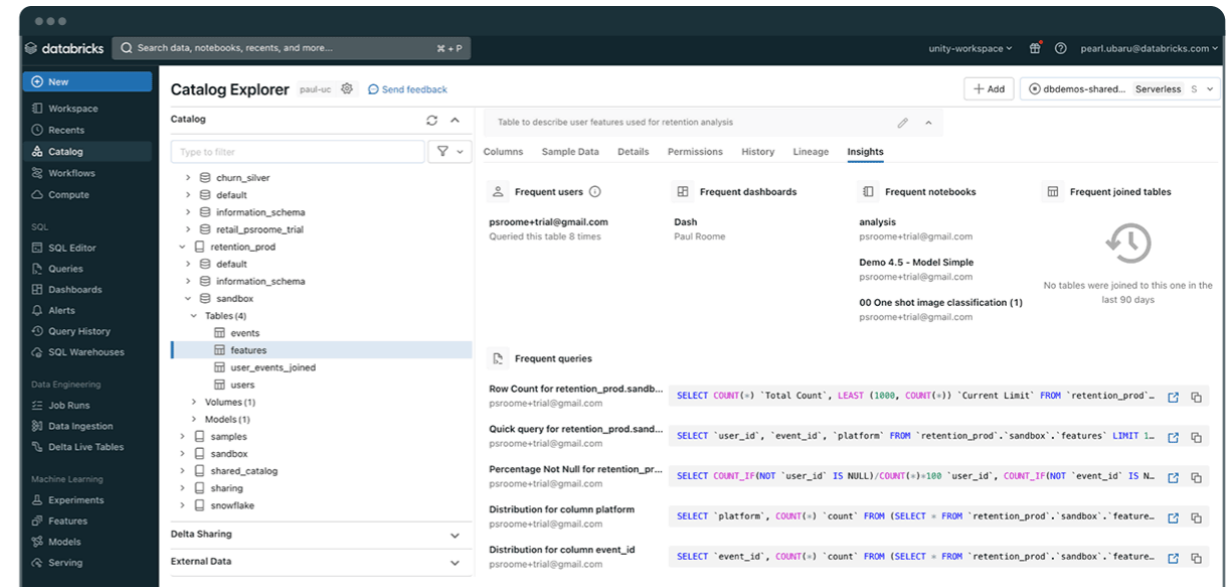 databricks
Search data, notebooks, recents, and more...
⌘ + P
unity-workspace
pearl.ubaru@databricks.com
New
Workspace
Recents
Catalog
Workflows
Compute
SQL
SQL Editor
Queries
Dashboards
Alerts
Query History
SQL Warehouses
Data Engineering
Job Runs
Data Ingestion
Delta Live Tables
Machine Learning
Experiments
Features
Models
Serving
Catalog Explorer
paul-uc
Send feedback
Add
dbdemos-shared...
Serverless
S
Catalog
Type to filter
churn_silver
default
information_schema
retail_psroome_trial
retention_prod
default
information_schema
sandbox
Tables (4)
events
features
user_events_joined
users
Volumes (1)
Models (1)
samples
sandbox
shared_catalog
sharing
snowflake
Delta Sharing
External Data
Table to describe user features used for retention analysis
Columns
Sample Data
Details
Permissions
History
Lineage
Insights
Frequent users
psroome+trial@gmail.com
Queried this table 8 times
Frequent dashboards
Dash
Paul Roome
Frequent notebooks
analysis
psroome+trial@gmail.com
Demo 4.5 - Model Simple
psroome+trial@gmail.com
00 One shot image classification (1)
psroome+trial@gmail.com
Frequent joined tables
No tables were joined to this one in the
last 90 days
Frequent queries
Row Count for retention_prod.sandb...
psroome+trial@gmail.com
SELECT COUNT(*) `Total Count`, LEAST (1000, COUNT(*)) `Current Limit` FROM `retention_prod`…
Quick query for retention_prod.sand...
psroome+trial@gmail.com
SELECT `user_id`, `event_id`, `platform` FROM `retention_prod`.`sandbox`.`features` LIMIT 1…
Percentage Not Null for retention_pr...
psroome+trial@gmail.com
SELECT COUNT_IF(NOT `user_id` IS NULL)/COUNT(*)*100 `user_id`, COUNT_IF(NOT `event_id` IS N…
Distribution for column platform
psroome+trial@gmail.com
SELECT `platform`, COUNT(*) `count` FROM (SELECT * FROM `retention_prod`.`sandbox`.`feature…
Distribution for column event_id
psroome+trial@gmail.com
SELECT `event_id`, COUNT(*) `count` FROM (SELECT * FROM `retention_prod`.`sandbox`.`feature…